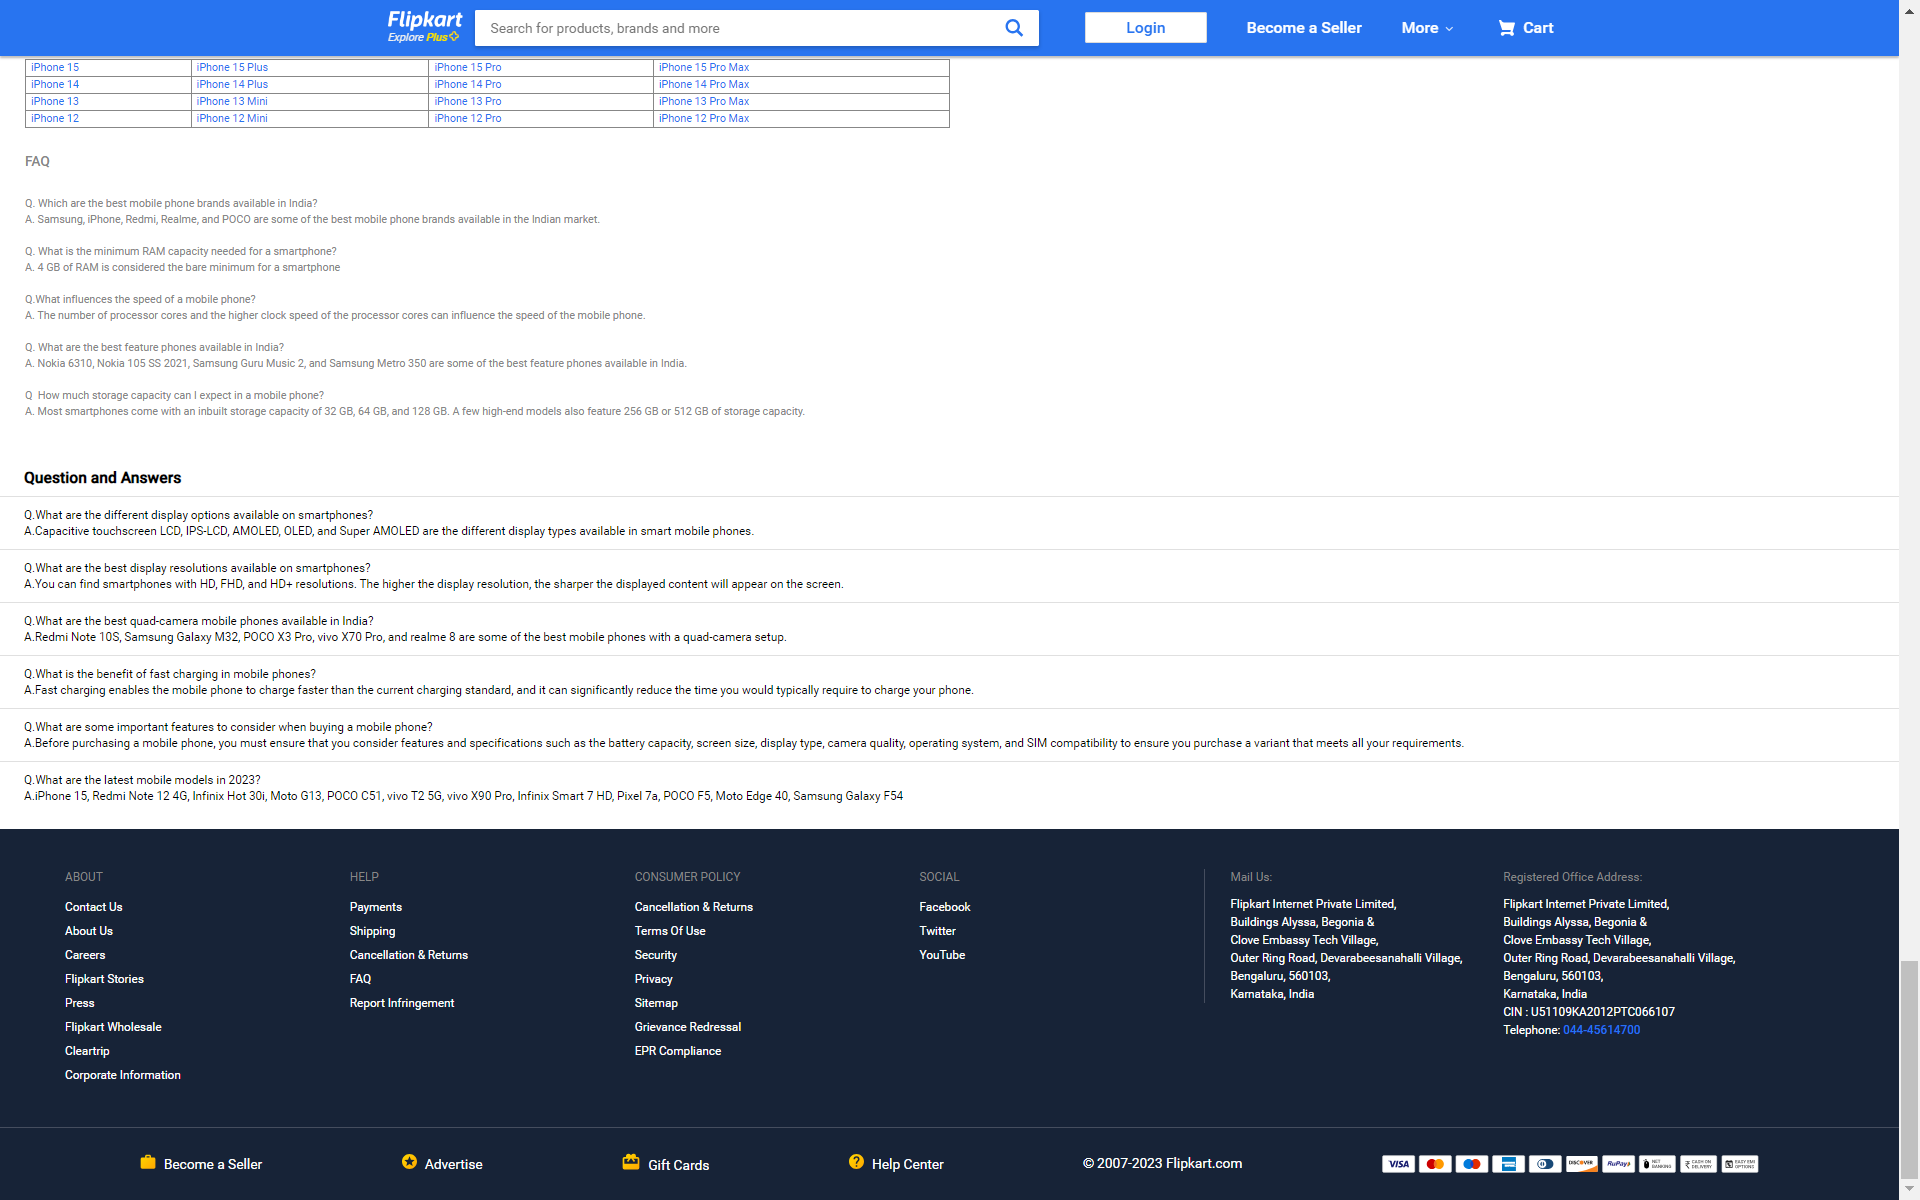 Flipkart
Explore Plus
Search for products, brands and more
Login
Become a Seller
More
Cart
iPhone 15 iPhone 15 Plus iPhone 15 Pro iPhone 15 Pro Max
iPhone 14 iPhone 14 Plus iPhone 14 Pro iPhone 14 Pro Max
iPhone 13 iPhone 13 Mini iPhone 13 Pro iPhone 13 Pro Max
iPhone 12 iPhone 12 Mini iPhone 12 Pro iPhone 12 Pro Max
FAQ
Q. Which are the best mobile phone brands available in India?
A. Samsung, iPhone, Redmi, Realme, and POCO are some of the best mobile phone brands available in the Indian market.
Q. What is the minimum RAM capacity needed for a smartphone?
A. 4 GB of RAM is considered the bare minimum for a smartphone
Q.What influences the speed of a mobile phone?
A. The number of processor cores and the higher clock speed of the processor cores can influence the speed of the mobile phone.
Q. What are the best feature phones available in India?
A. Nokia 6310, Nokia 105 SS 2021, Samsung Guru Music 2, and Samsung Metro 350 are some of the best feature phones available in India.
Q How much storage capacity can I expect in a mobile phone?
A. Most smartphones come with an inbuilt storage capacity of 32 GB, 64 GB, and 128 GB. A few high-end models also feature 256 GB or 512 GB of storage capacity.
Question and Answers
Q.What are the different display options available on smartphones?
A.Capacitive touchscreen LCD, IPS-LCD, AMOLED, OLED, and Super AMOLED are the different display types available in smart mobile phones.
Q.What are the best display resolutions available on smartphones?
A.You can find smartphones with HD, FHD, and HD+ resolutions. The higher the display resolution, the sharper the displayed content will appear on the screen.
Q.What are the best quad-camera mobile phones available in India?
A.Redmi Note 10S, Samsung Galaxy M32, POCO X3 Pro, vivo X70 Pro, and realme 8 are some of the best mobile phones with a quad-camera setup.
Q.What is the benefit of fast charging in mobile phones?
A.Fast charging enables the mobile phone to charge faster than the current charging standard, and it can significantly reduce the time you would typically require to charge your phone.
Q.What are some important features to consider when buying a mobile phone?
A.Before purchasing a mobile phone, you must ensure that you consider features and specifications such as the battery capacity, screen size, display type, camera quality, operating system, and SIM compatibility to ensure you purchase a variant that meets all your requirements.
Q.What are the latest mobile models in 2023?
A.iPhone 15, Redmi Note 12 4G, Infinix Hot 30i, Moto G13, POCO C51, vivo T2 5G, vivo X90 Pro, Infinix Smart 7 HD, Pixel 7a, POCO F5, Moto Edge 40, Samsung Galaxy F54
ABOUT
Contact Us
About Us
Careers
Flipkart Stories
Press
Flipkart Wholesale
Cleartrip
Corporate Information
HELP
Payments
Shipping
Cancellation & Returns
FAQ
Report Infringement
CONSUMER POLICY
Cancellation & Returns
Terms Of Use
Security
Privacy
Sitemap
Grievance Redressal
EPR Compliance
SOCIAL
Facebook
Twitter
YouTube
Mail Us:
Flipkart Internet Private Limited,
Buildings Alyssa, Begonia &
Clove Embassy Tech Village,
Outer Ring Road, Devarabeesanahalli Village,
Bengaluru, 560103,
Karnataka, India
Registered Office Address:
Flipkart Internet Private Limited,
Buildings Alyssa, Begonia &
Clove Embassy Tech Village,
Outer Ring Road, Devarabeesanahalli Village,
Bengaluru, 560103,
Karnataka, India
CIN : U51109KA2012PTC066107
Telephone: 044-45614700
Become a Seller
Advertise
Gift Cards
Help Center
© 2007-2023 Flipkart.com
VISA
DISCOVER
RuPay
NET BANKING
CASH ON DELIVERY
EASY EMI OPTIONS